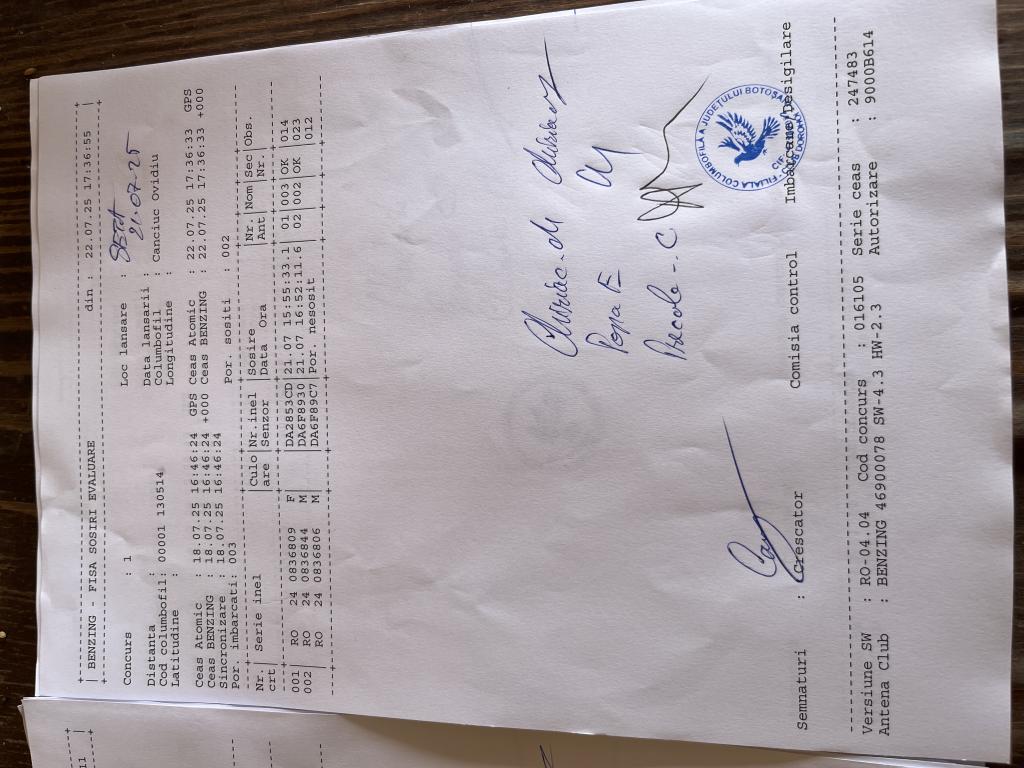 | BENZING - FISA SOSIRI EVALUARE din : 22.07.25 17:36:55 |
Concurs : 1 Loc lansare :
Data lansarii : 21.07.25
Distanta : Columbofil : Canciuc Ovidiu
Cod columbofil: 00001 130514 Longitudine :
Latitudine :
Ceas Atomic : 18.07.25 16:46:24 GPS Ceas Atomic : 22.07.25 17:36:33 GPS
Ceas BENZING : 18.07.25 16:46:24 +000 Ceas BENZING : 22.07.25 17:36:33 +000
Sincronizare : 18.07.25 16:46:24
Por. imbarcati: 003 Por. sositi : 002
Nr.| Serie inel |Culo|Nr.inel |Sosire |Nr. |Nom|Sec|Obs.
crt| |are |Senzor |Data Ora |Ant | |Nr.|
001| RO 24 0836809 F |DA2853CD|21.07 15:55:33.1| 01|003|OK |014
002| RO 24 0836844 M |DA6F8930|21.07 16:52:11.6| 02|002|OK |023
| RO 24 0836806 M |DA6F89C7|Por. nesosit | | | |012
Popa E
FILIALA COLUMBOFILA A JUDETULUI BOTOSANI
Semnaturi : Crescator Comisia control Imbarcare/Desigilare
Versiune SW : RO-04.04 Cod concurs : 016105 Serie ceas : 247483
Antena Club : BENZING 46900078 SW-4.3 HW-2.3 Autorizare : 9000B614